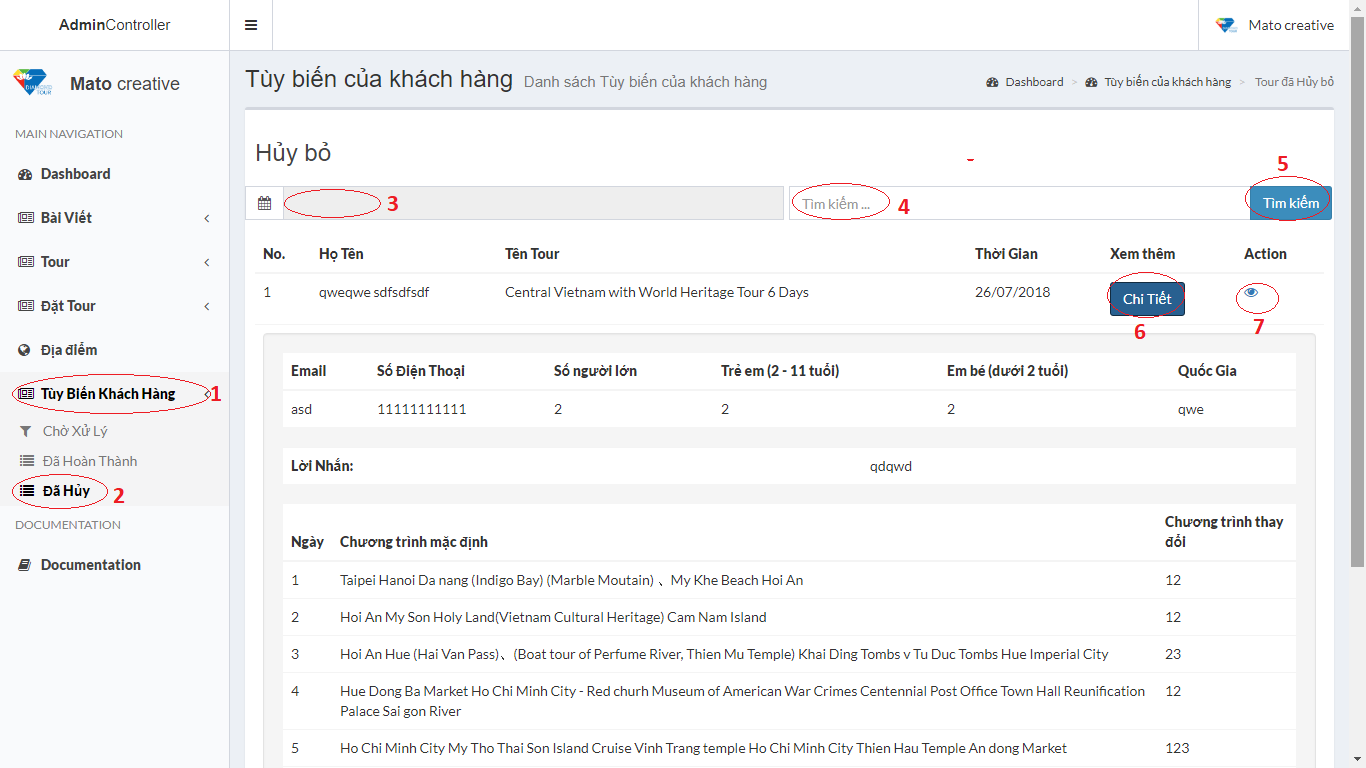 AdminController
Mato creative
Mato creative
MAIN NAVIGATION
Dashboard
Bài Viết
Tour
Đặt Tour
Địa điểm
Tùy Biến Khách Hàng 1
Chờ Xử Lý
Đã Hoàn Thành
Đã Hủy 2
DOCUMENTATION
Documentation
Tùy biến của khách hàng Danh sách Tùy biến của khách hàng
Dashboard > Tùy biến của khách hàng > Tour đã Hủy bỏ
Hủy bỏ
3 Tìm kiếm ... 4 Tìm kiếm 5
No. Họ Tên Tên Tour Thời Gian Xem thêm Action
1 qweqwe sdfsdfsdf Central Vietnam with World Heritage Tour 6 Days 26/07/2018 Chi Tiết
6 7
Email Số Điện Thoại Số người lớn Trẻ em (2 - 11 tuổi) Em bé (dưới 2 tuổi) Quốc Gia
asd 11111111111 2 2 2 qwe
Lời Nhắn: qdqwd
Ngày Chương trình mặc định Chương trình thay
đổi
1 Taipei Hanoi Da nang (Indigo Bay) (Marble Moutain) 、My Khe Beach Hoi An 12
2 Hoi An My Son Holy Land(Vietnam Cultural Heritage) Cam Nam Island 12
3 Hoi An Hue (Hai Van Pass)、(Boat tour of Perfume River, Thien Mu Temple) Khai Ding Tombs v Tu Duc Tombs Hue Imperial City 23
4 Hue Dong Ba Market Ho Chi Minh City - Red churh Museum of American War Crimes Centennial Post Office Town Hall Reunification 12
Palace Sai gon River
5 Ho Chi Minh City My Tho Thai Son Island Cruise Vinh Trang temple Ho Chi Minh City Thien Hau Temple An dong Market 123